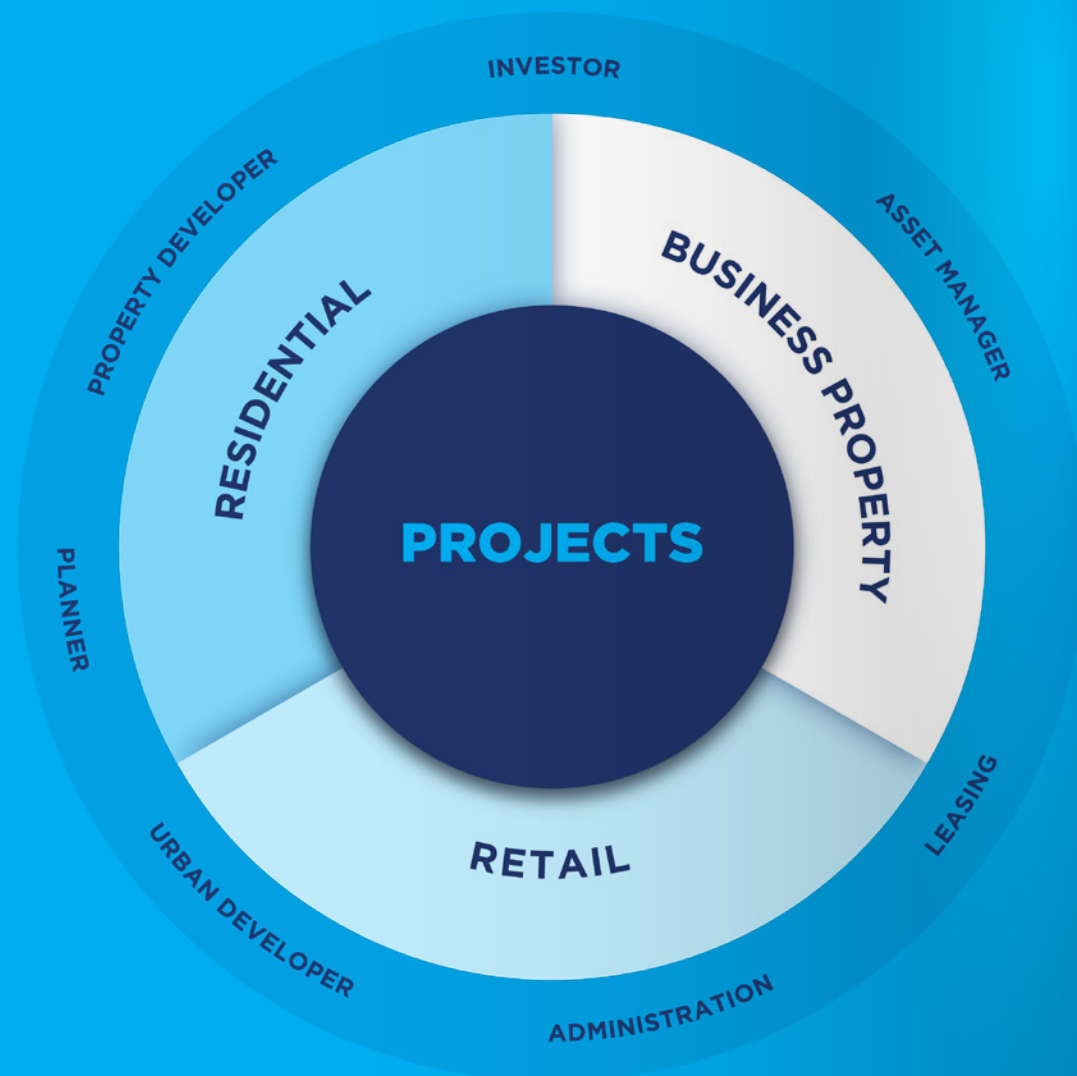 INVESTOR
ASSET MANAGER
LEASING
ADMINISTRATION
URBAN DEVELOPER
PLANNER
PROPERTY DEVELOPER
RESIDENTIAL
BUSINESS PROPERTY
RETAIL
PROJECTS